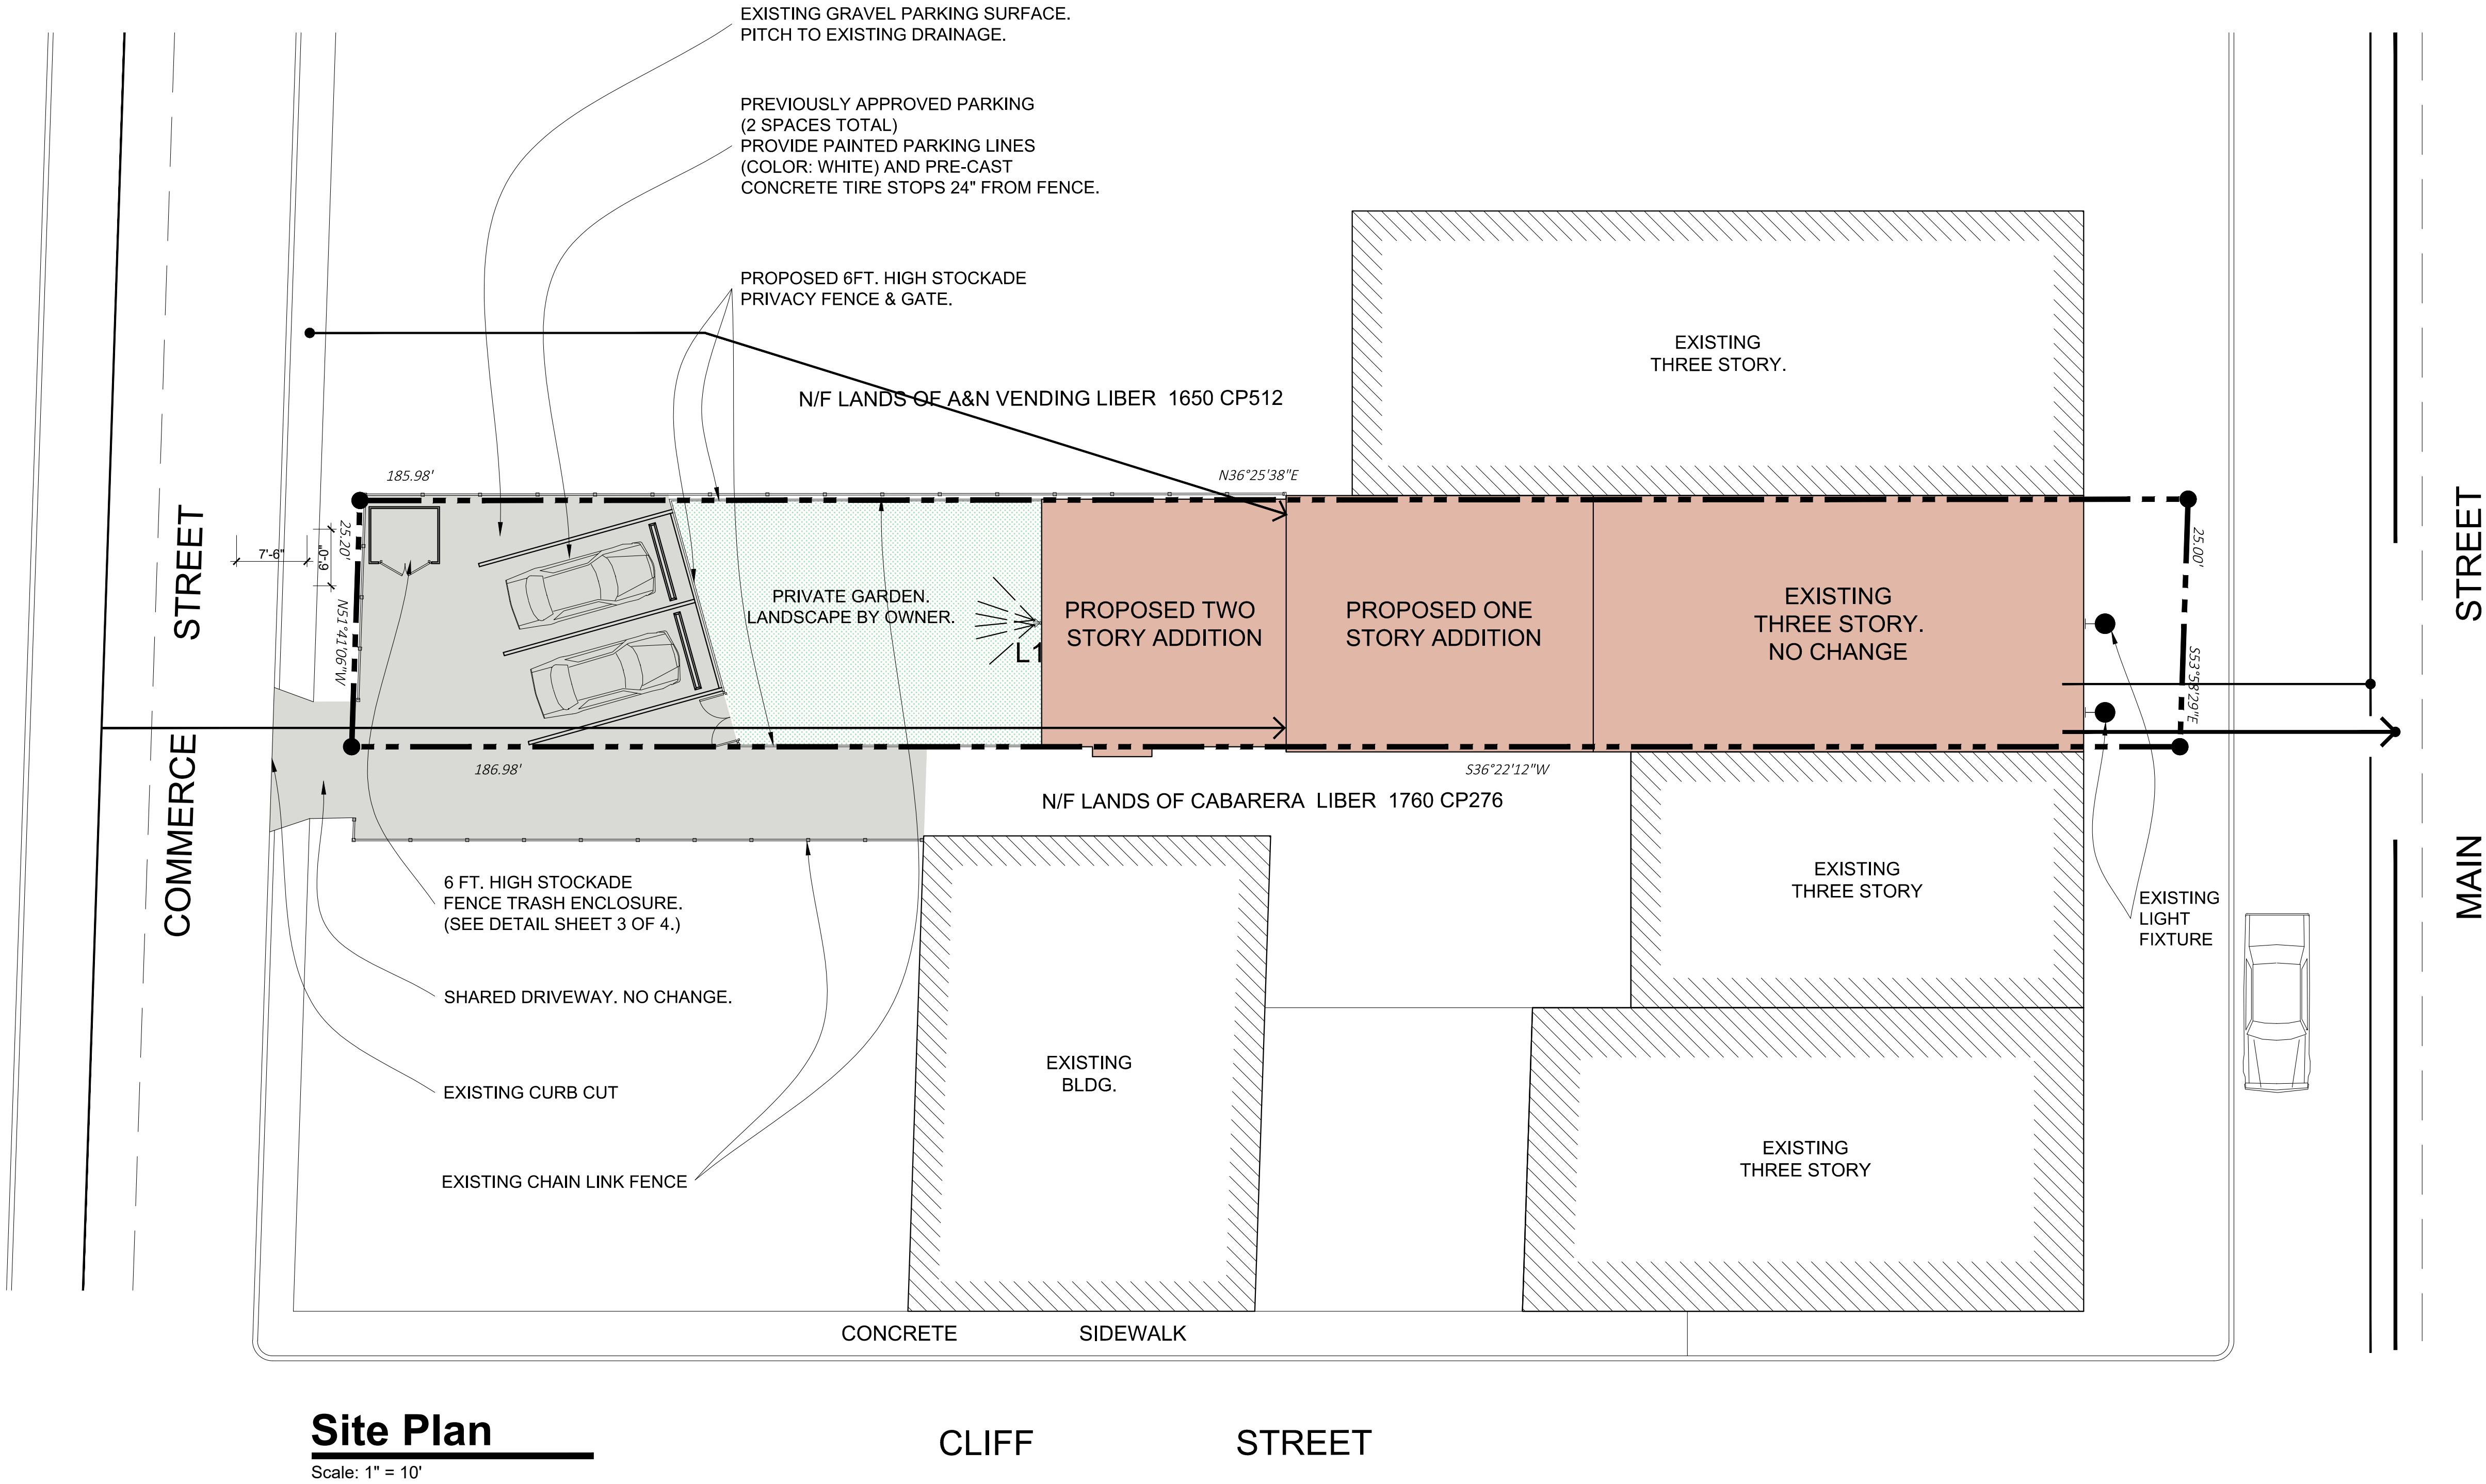 EXISTING GRAVEL PARKING SURFACE.
PITCH TO EXISTING DRAINAGE.
PREVIOUSLY APPROVED PARKING
(2 SPACES TOTAL)
PROVIDE PAINTED PARKING LINES
(COLOR: WHITE) AND PRE-CAST
CONCRETE TIRE STOPS 24" FROM FENCE.
PROPOSED 6FT. HIGH STOCKADE
PRIVACY FENCE & GATE.
EXISTING
THREE STORY.
N/F LANDS OF A&N VENDING LIBER 1650 CP512
185.98'
N36°25'38"E
25.20'
7'-6"
9'-0"
N51°41'06"W
PRIVATE GARDEN.
LANDSCAPE BY OWNER.
L1
PROPOSED TWO
STORY ADDITION
PROPOSED ONE
STORY ADDITION
EXISTING
THREE STORY.
NO CHANGE
25.00'
S53°58'29"E
COMMERCE STREET
MAIN STREET
186.98'
S36°22'12"W
N/F LANDS OF CABARERA LIBER 1760 CP276
6 FT. HIGH STOCKADE
FENCE TRASH ENCLOSURE.
(SEE DETAIL SHEET 3 OF 4.)
SHARED DRIVEWAY. NO CHANGE.
EXISTING CURB CUT
EXISTING CHAIN LINK FENCE
EXISTING
BLDG.
EXISTING
THREE STORY
EXISTING
LIGHT
FIXTURE
EXISTING
THREE STORY
CONCRETE SIDEWALK
Site Plan
Scale: 1" = 10'
CLIFF STREET